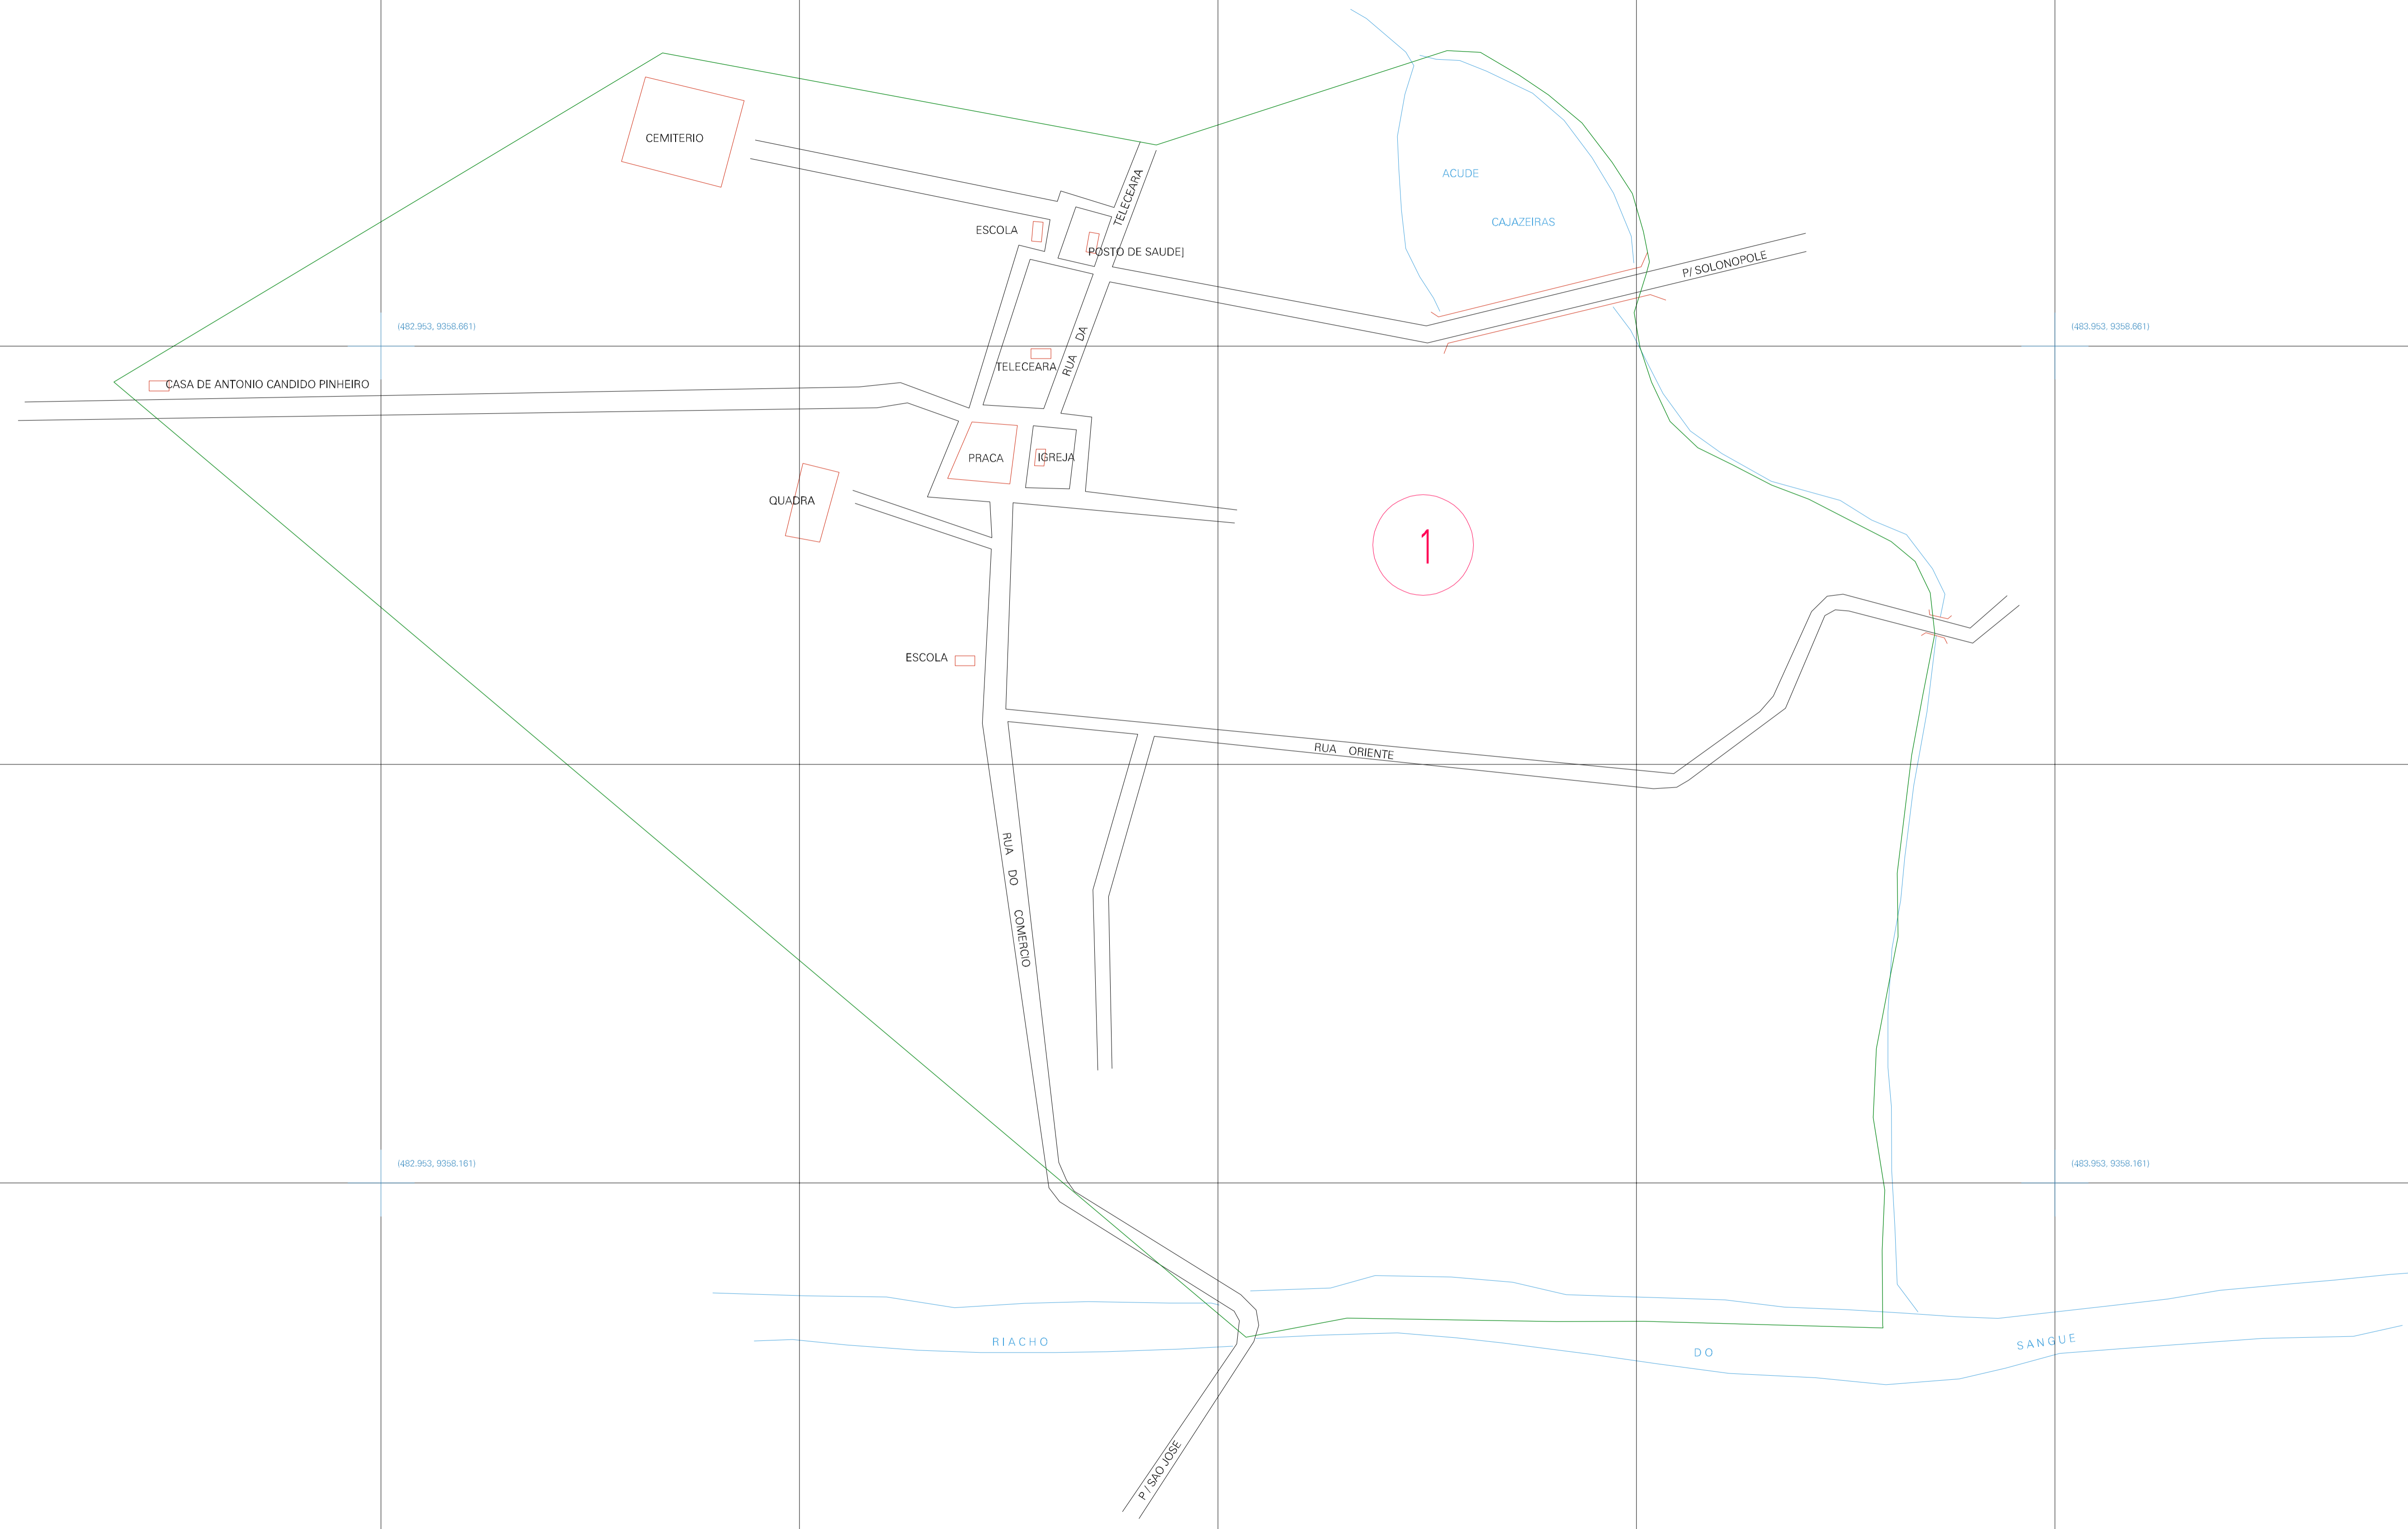 CEMITERIO
TELECEARA
ACUDE
CAJAZEIRAS
ESCOLA
POSTO DE SAUDE]
P/ SOLONOPOLE
(482.953, 9358.661)
(483.953, 9358.661)
RUA DA
TELECEARA
CASA DE ANTONIO CANDIDO PINHEIRO
PRACA
IGREJA
QUADRA
1
ESCOLA
RUA ORIENTE
RUA DO COMERCIO
(482.953, 9358.161)
(483.953, 9358.161)
RIACHO
DO
SANGUE
P / SAO JOSE